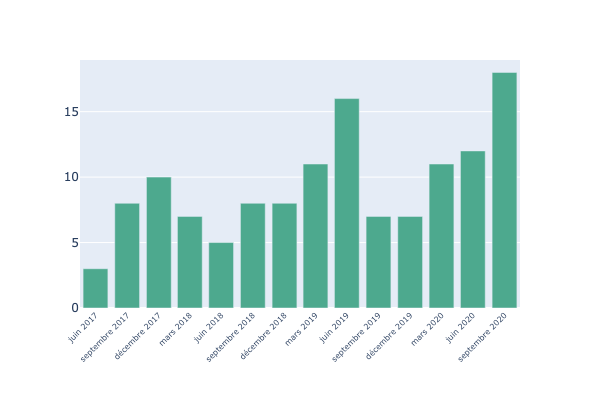 15
10
5
0
juin 2017
septembre 2017
décembre 2017
mars 2018
juin 2018
septembre 2018
décembre 2018
mars 2019
juin 2019
septembre 2019
décembre 2019
mars 2020
juin 2020
septembre 2020